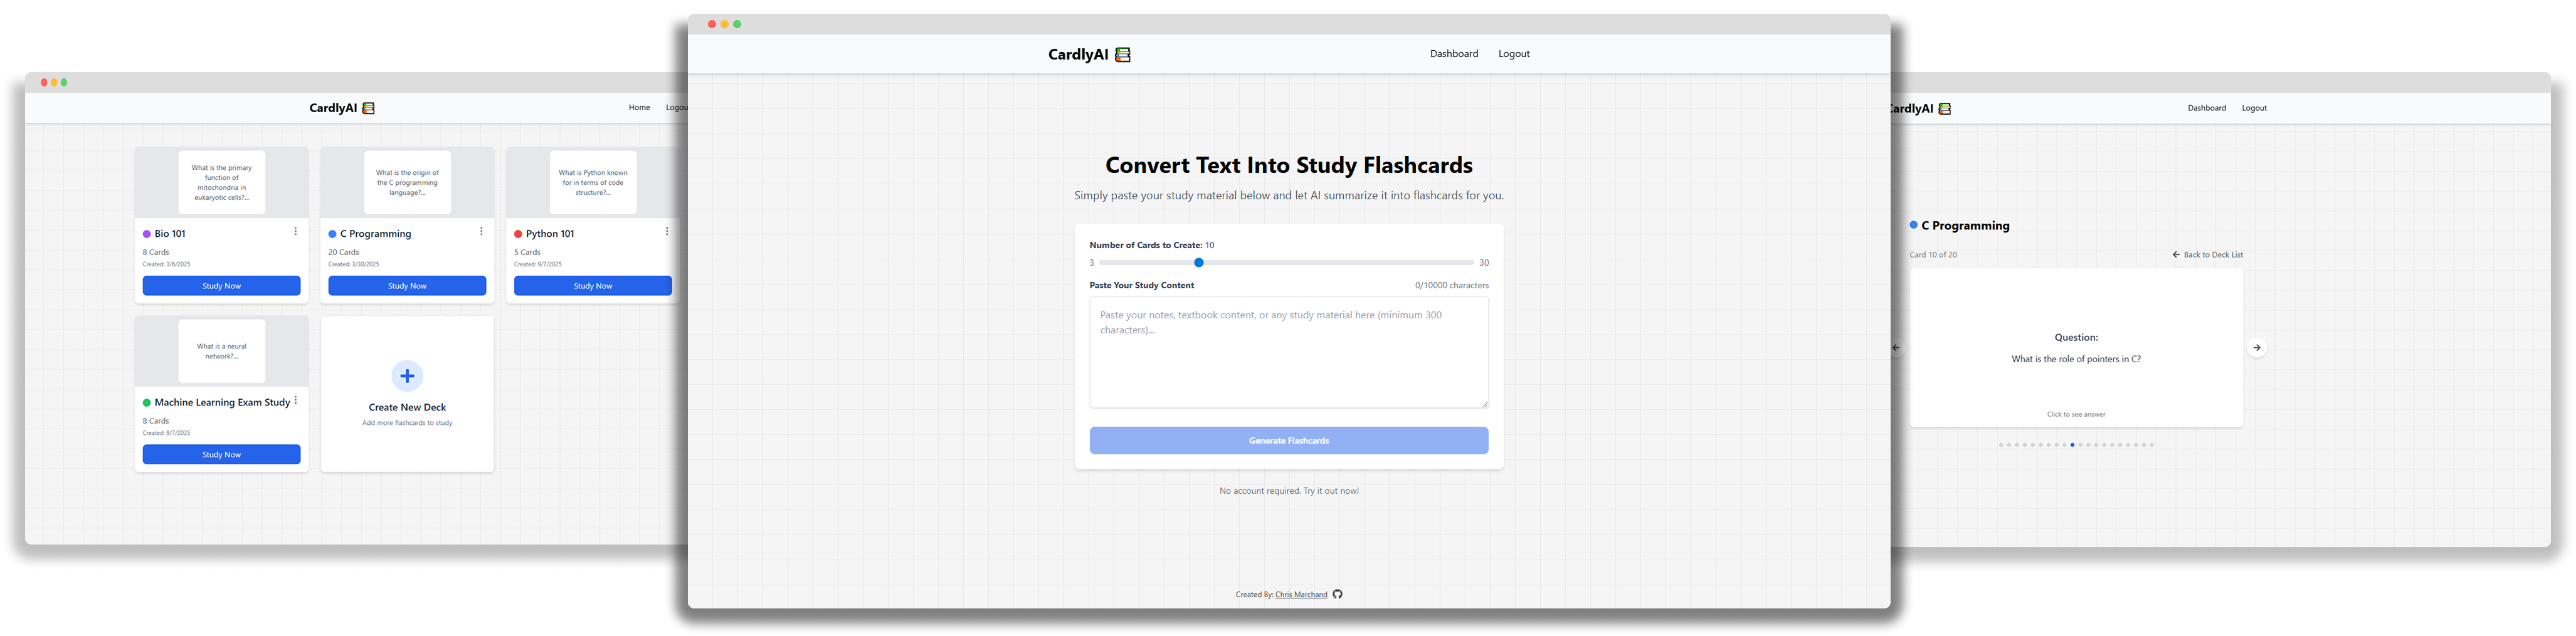 CardlyAI
Home
Card
What is the primary
function of
mitochondria in
eukaryotic cells?...
Bio 101
8 Cards
Created: 3/6/2025
Study Now
What is the origin of
the C programming
language?...
C Programming
20 Cards
Created: 3/30/2025
Study Now
What is Python known
for in terms of code
structure?...
Python 101
5 Cards
Created: 9/7/2025
Study Now
What is a neural
network?...
Machine Learning Exam Study
8 Cards
Created: 9/7/2025
Study Now
Create New Deck
Add more flashcards to study
CardlyAI
Dashboard
Logout
Convert Text Into Study Flashcards
Simply paste your study material below and let AI summarize it into flashcards for you.
Number of Cards to Create: 10
3
30
Paste Your Study Content
0/10000 characters
Paste your notes, textbook content, or any study material here (minimum 300
characters)...
Generate Flashcards
No account required. Try it out now!
Created By: Chris Marchand
CardlyAI
Dashboard
Logout
C Programming
Card 10 of 20
Back to Deck List
Question:
What is the role of pointers in C?
Click to see answer